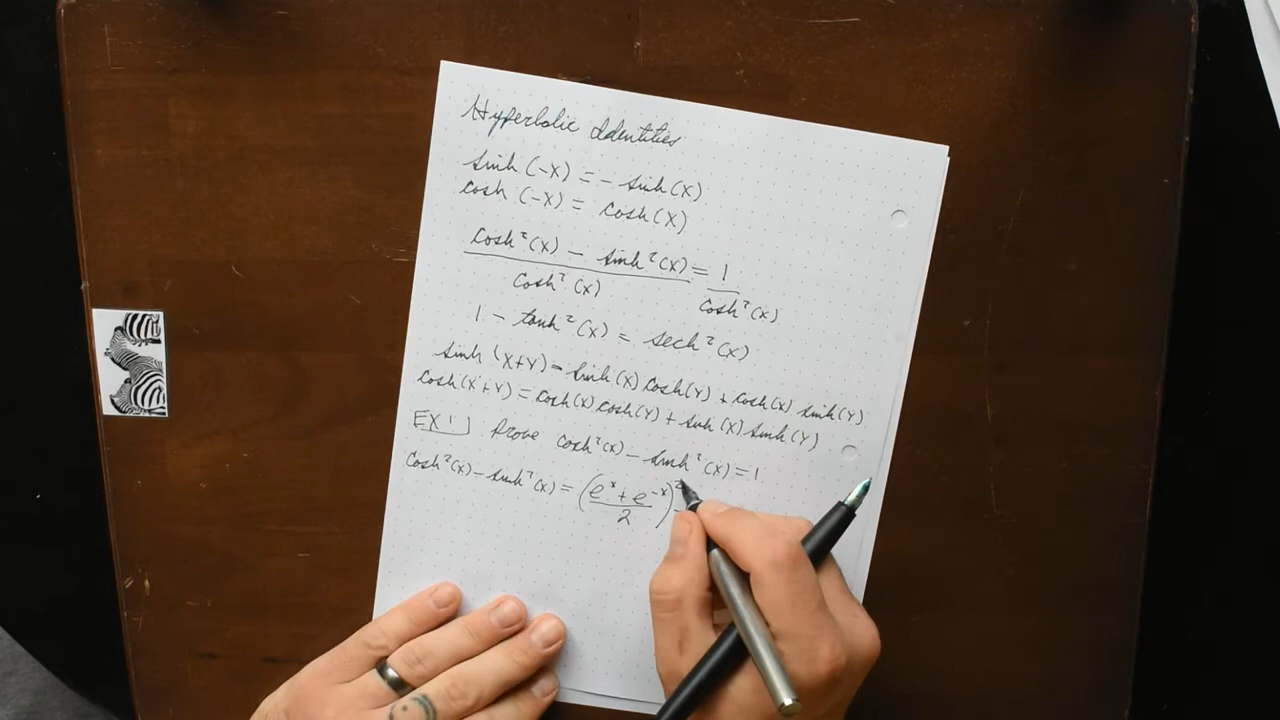 Hyperbolic Identities
sinh (-x) = - sinh(x)
cosh (-x) = cosh(x)
cosh²(x) - sinh²(x) = 1
cosh²(x) cosh²(x)
1 - tanh²(x) = sech²(x)
sinh (x+y) = sinh(x) cosh(y) + cosh(x) sinh(y)
cosh(x+y) = cosh(x) cosh(y) + sinh(x) sinh(y)
EX 1 Prove cosh²(x) - sinh²(x) = 1
cosh²(x) - sinh²(x) = (eˣ + e⁻ˣ)²
2